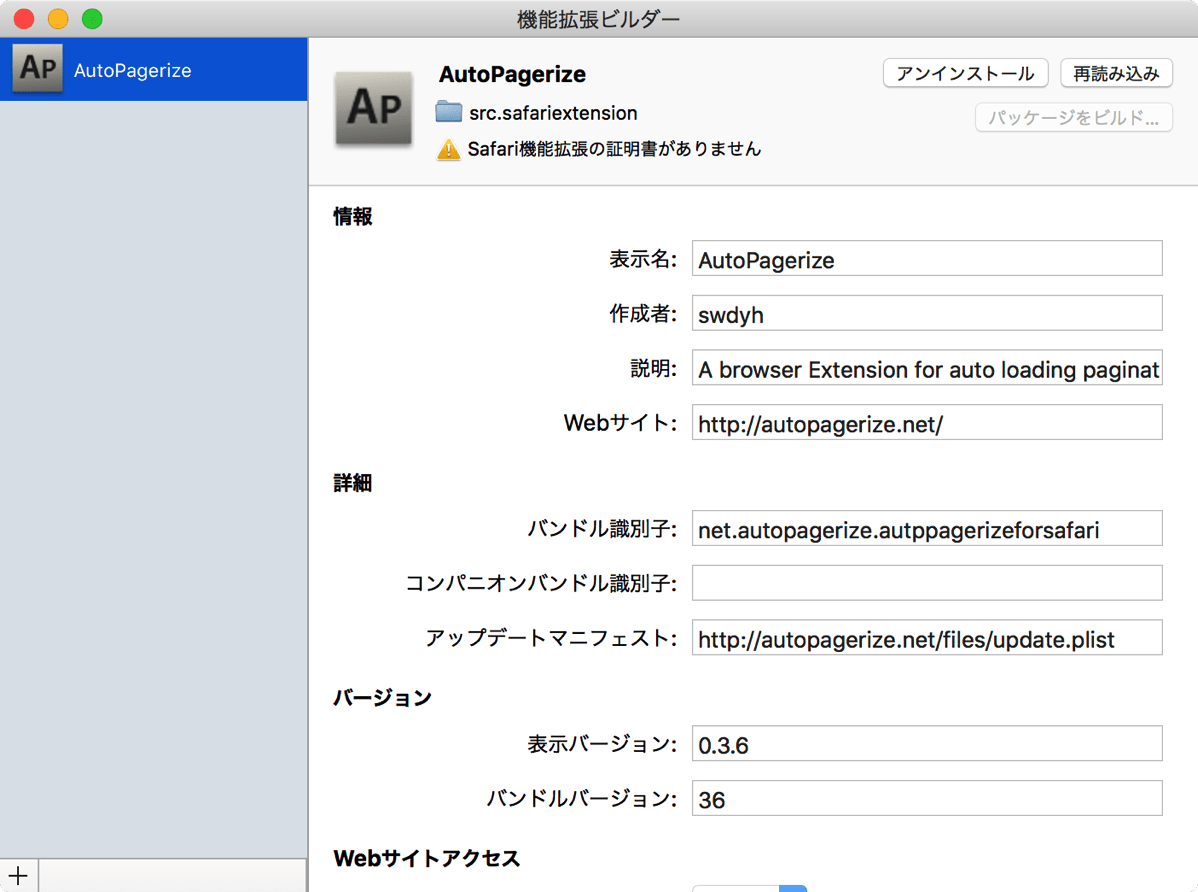 機能拡張ビルダー
AP AutoPagerize
AP
AutoPagerize
src.safariextension
Safari機能拡張の証明書がありません
アンインストール 再読み込み
パッケージをビルド...
情報
表示名: AutoPagerize
作成者: swdyh
説明: A browser Extension for auto loading paginat
Webサイト: http://autopagerize.net/
詳細
バンドル識別子: net.autopagerize.autppagerizeforsafari
コンパニオンバンドル識別子:
アップデートマニフェスト: http://autopagerize.net/files/update.plist
バージョン
表示バージョン: 0.3.6
バンドルバージョン: 36
Webサイトアクセス